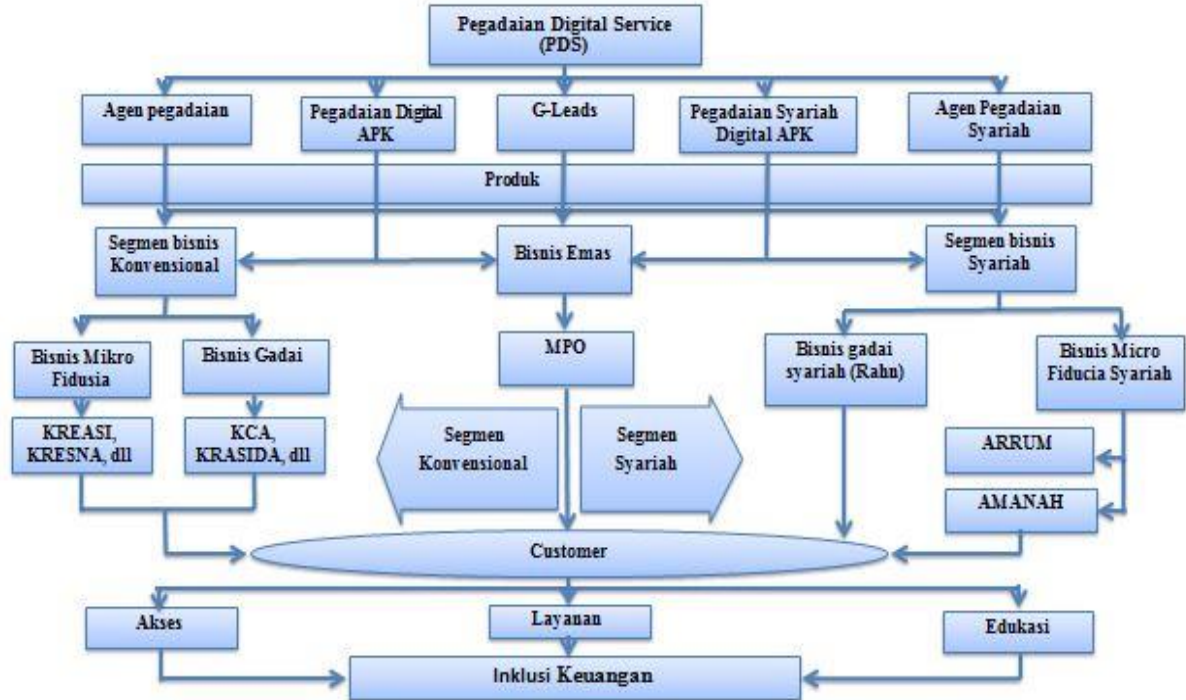 Pegadaian Digital Service
(PDS)
Agen pegadaian
Pegadaian Digital
APK
G-Leads
Pegadaian Syariah
Digital APK
Agen Pegadaian
Syariah
Produk
Segmen bisnis
Konvensional
Bisnis Emas
Segmen bisnis
Syariah
Bisnis Mikro
Fidusia
Bisnis Gadai
MPO
Bisnis gadai
syariah (Rahn)
Bisnis Micro
Fiducia Syariah
KREASI,
KRESNA, dll
KCA,
KRASIDA, dll
Segmen
Konvensional
Segmen
Syariah
ARRUM
AMANAH
Customer
Akses
Layanan
Edukasi
Inklusi Keuangan